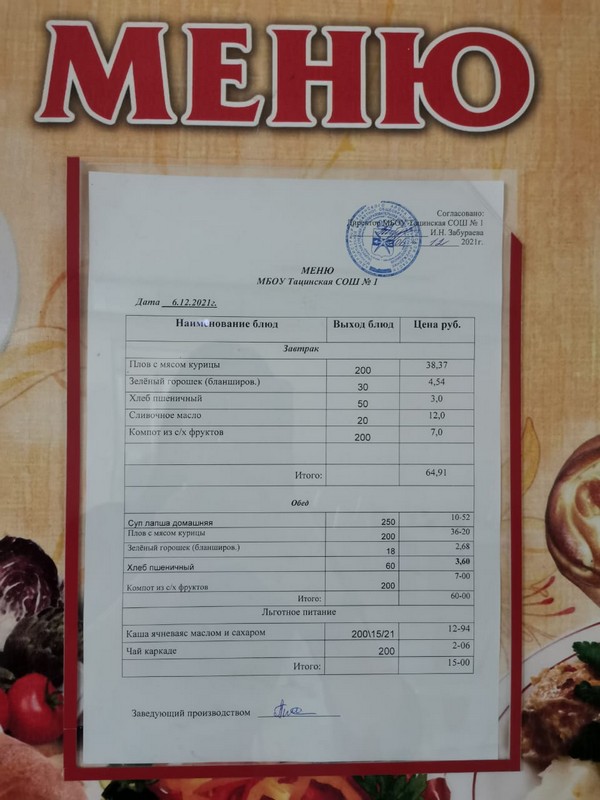 МЕНЮ
Согласовано:
Директор МБОУ Тацинская СОШ № 1
И.Н. Забураева
12 2021г.
МЕНЮ
МБОУ Тацинская СОШ № 1
Дата 6.12.2021г.
Наименование блюд Выход блюд Цена руб.
Завтрак
Плов с мясом курицы 200 38,37
Зелёный горошек (бланширов.) 30 4,54
Хлеб пшеничный 50 3,0
Сливочное масло 20 12,0
Компот из с/х фруктов 200 7,0
Итого: 64,91
Обед
Суп лапша домашняя 250 10-52
Плов с мясом курицы 200 36-20
Зелёный горошек (бланширов.) 18 2,68
Хлеб пшеничный 60 3,60
Компот из с/х фруктов 200 7-00
Итого: 60-00
Льготное питание
Каша ячневаяс маслом и сахаром 200\15/21 12-94
Чай каркаде 200 2-06
Итого: 15-00
Заведующий производством